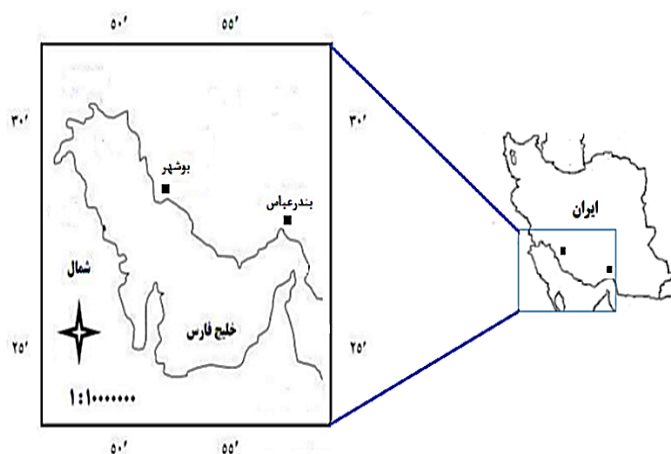 ۵۰′ ۵۵′
۳۰′ ۳۰′
بوشهر
بندرعباس
ایران
شمال
خلیج فارس
۲۵′ ۲۵′
۱:۱۰۰۰۰۰۰۰
۵۰′ ۵۵′